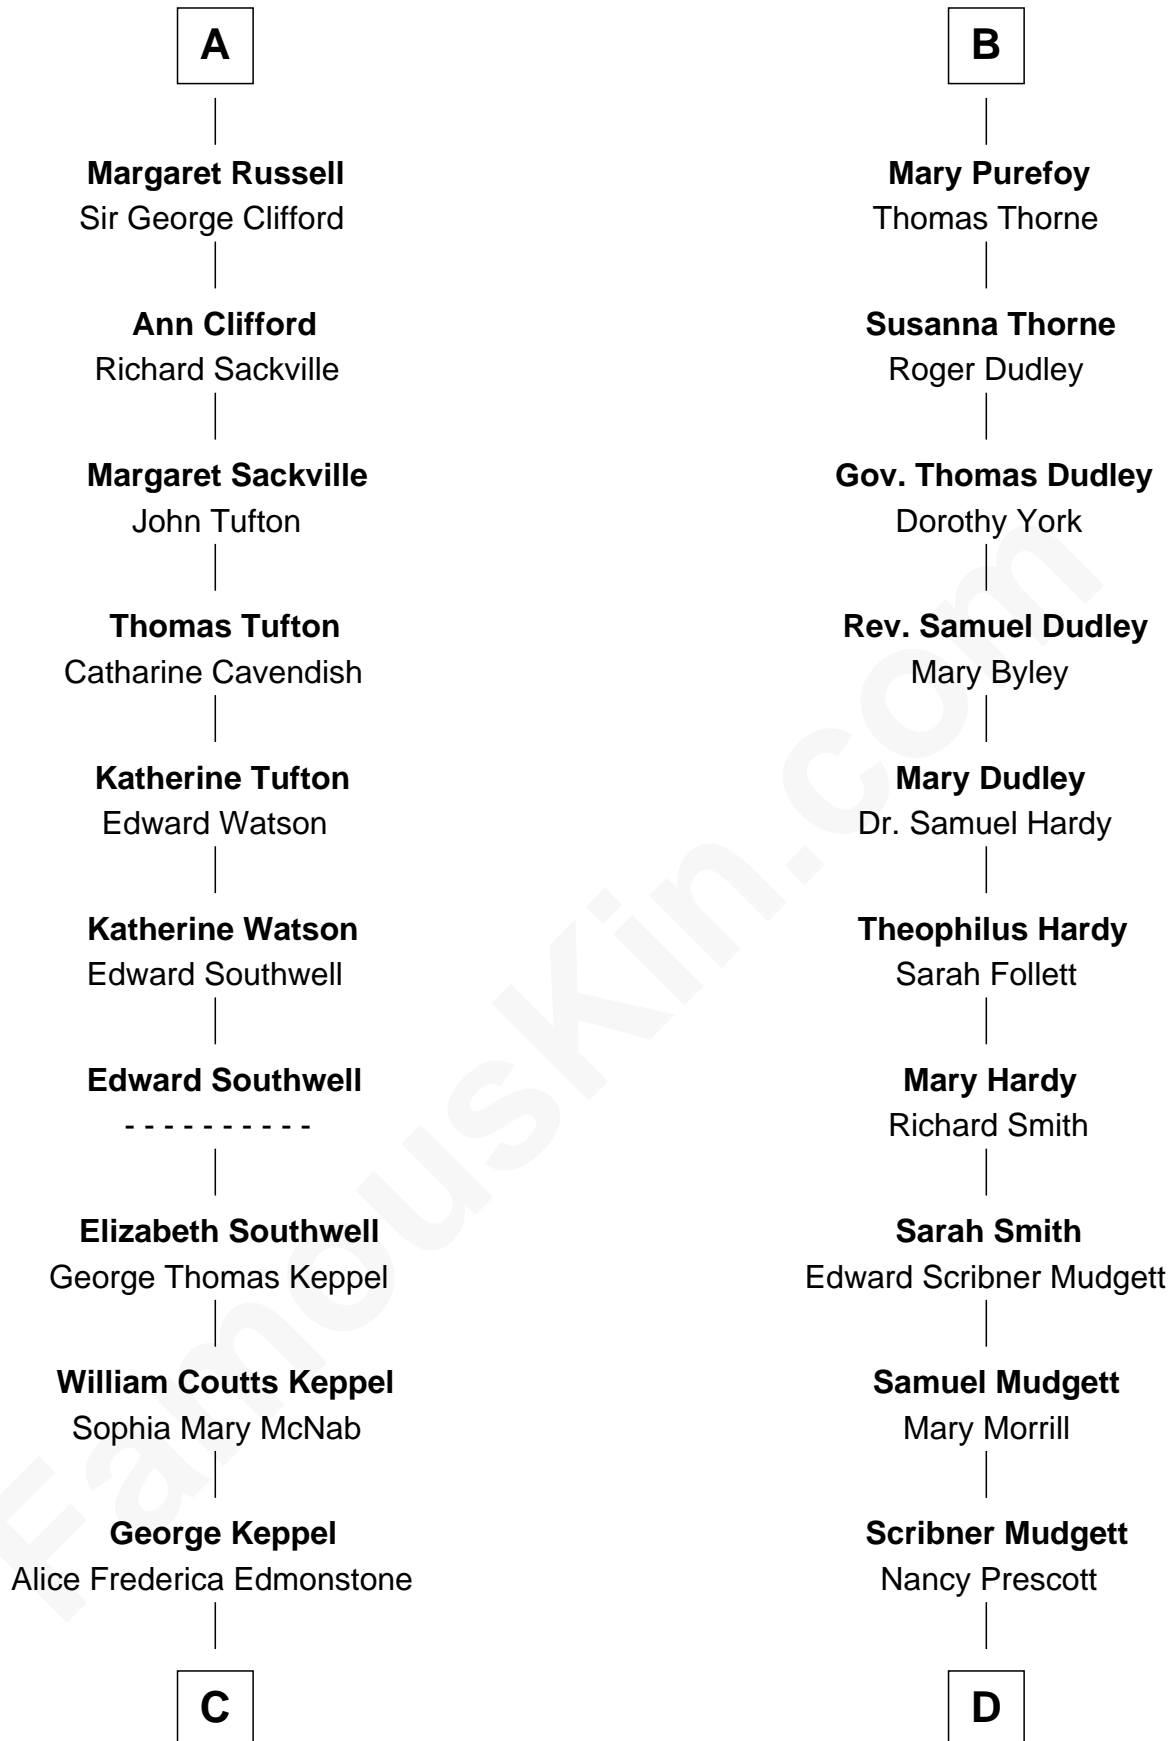 A
Margaret Russell
Sir George Clifford
Ann Clifford
Richard Sackville
Margaret Sackville
John Tufton
Thomas Tufton
Catharine Cavendish
Katherine Tufton
Edward Watson
Katherine Watson
Edward Southwell
Edward Southwell
- - - - - - - - - -
Elizabeth Southwell
George Thomas Keppel
William Coutts Keppel
Sophia Mary McNab
George Keppel
Alice Frederica Edmonstone
C
B
Mary Purefoy
Thomas Thorne
Susanna Thorne
Roger Dudley
Gov. Thomas Dudley
Dorothy York
Rev. Samuel Dudley
Mary Byley
Mary Dudley
Dr. Samuel Hardy
Theophilus Hardy
Sarah Follett
Mary Hardy
Richard Smith
Sarah Smith
Edward Scribner Mudgett
Samuel Mudgett
Mary Morrill
Scribner Mudgett
Nancy Prescott
D
FamousKin.com